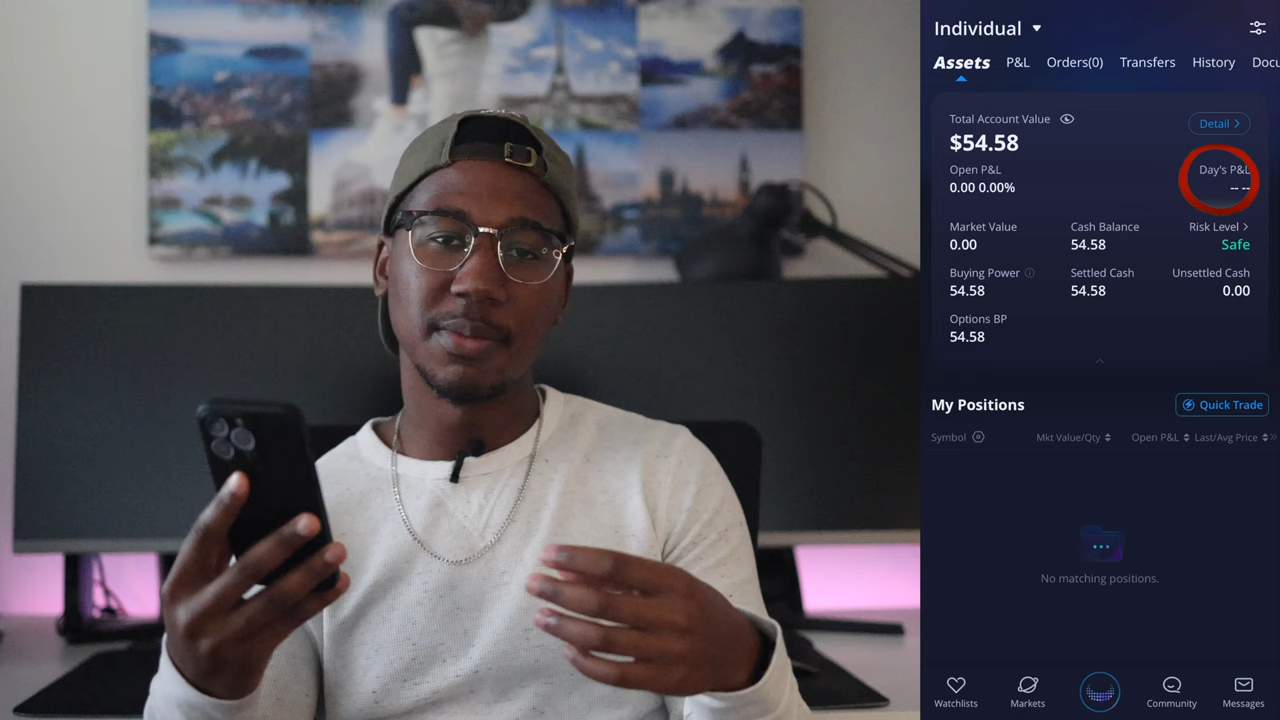 Individual
Assets P&L Orders(0) Transfers History Docu
Total Account Value
Detail >
$54.58
Open P&L
Day's P&L
0.00 0.00%
-- --
Market Value Cash Balance Risk Level >
0.00 54.58 Safe
Buying Power Settled Cash Unsettled Cash
54.58 54.58 0.00
Options BP
54.58
My Positions
Quick Trade
Symbol Mkt Value/Qty Open P&L Last/Avg Price
No matching positions.
Watchlists Markets Community Messages